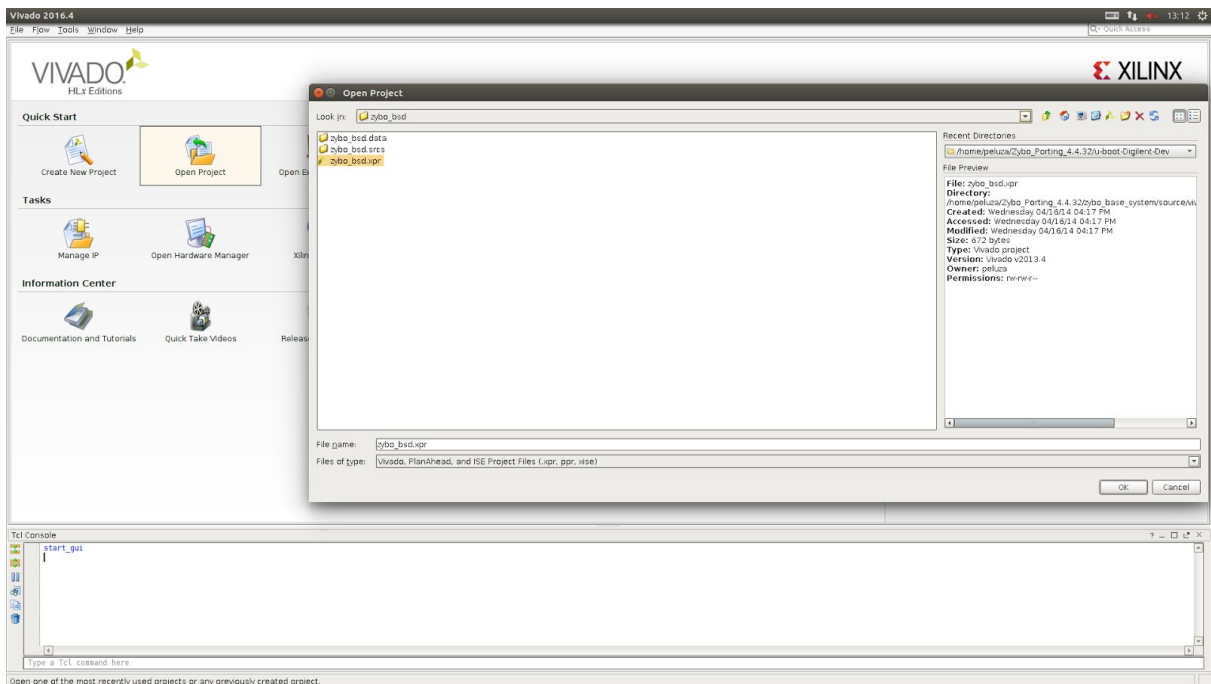 Vivado 2016.4
13:12
File Flow Tools Window Help
Q- Quick Access
VIVADO
HLx Editions
XILINX
Quick Start
Create New Project
Open Project
Open Ex
Tasks
Manage IP
Open Hardware Manager
Xilin
Information Center
Documentation and Tutorials
Quick Take Videos
Releas
Open Project
Look in: zybo_bsd
zybo_bsd.data
zybo_bsd.srcs
zybo_bsd.xpr
Recent Directories
/home/peluza/Zybo_Porting_4.4.32/u-boot-Digilent-Dev
File Preview
File: zybo_bsd.xpr
Directory:
/home/peluza/Zybo_Porting_4.4.32/zybo_base_system/source/viv
Created: Wednesday 04/16/14 04:17 PM
Accessed: Wednesday 04/16/14 04:17 PM
Modified: Wednesday 04/16/14 04:17 PM
Size: 672 bytes
Type: Vivado project
Version: Vivado v2013.4
Owner: peluza
Permissions: rw-rw-r--
File name: zybo_bsd.xpr
Files of type: Vivado, PlanAhead, and ISE Project Files (.xpr, ppr, xise)
OK Cancel
Tcl Console
start_gui
Type a Tcl command here
Open one of the most recently used projects or any previously created project.